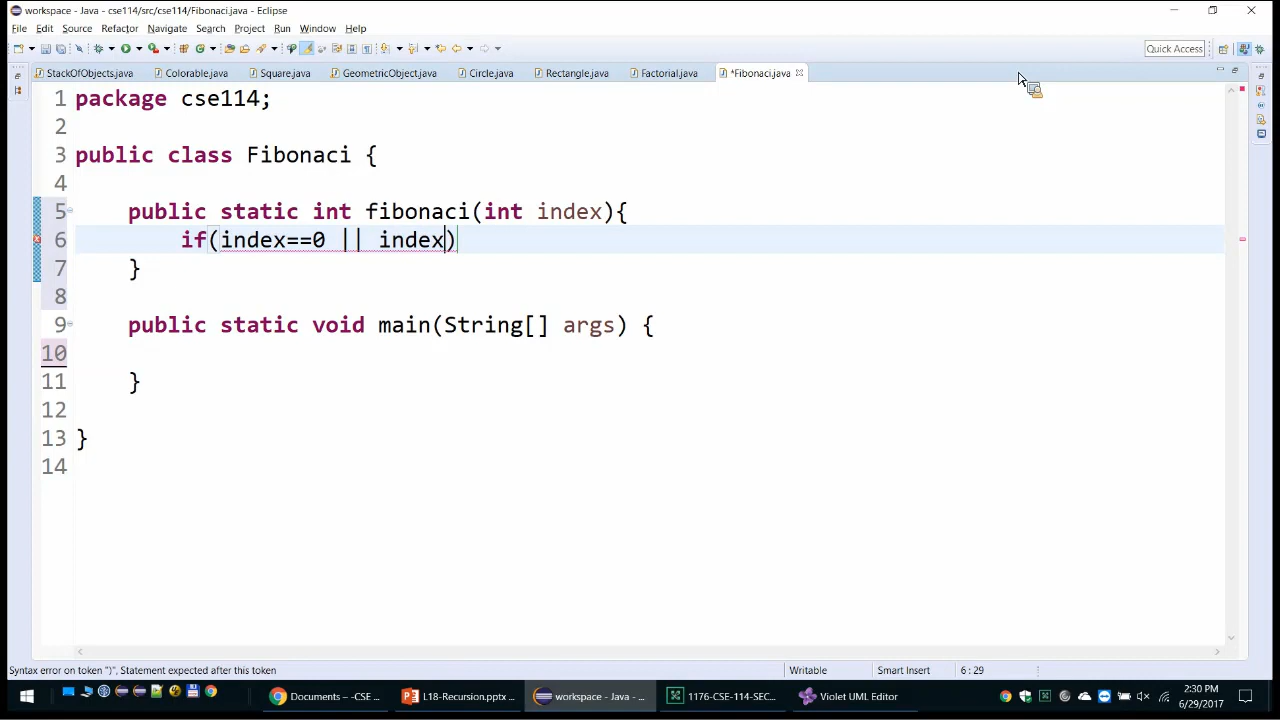 workspace - Java - cse114/src/cse114/Fibonaci.java - Eclipse
File Edit Source Refactor Navigate Search Project Run Window Help
Quick Access
StackOfObjects.java Colorable.java Square.java GeometricObject.java Circle.java Rectingle.java Factorial.java *Fibonaci.java
1 package cse114;
2
3 public class Fibonaci {
4
5 public static int fibonaci(int index){
6 if(index==0 || index)
7 }
8
9 public static void main(String[] args) {
10
11 }
12
13 }
14
Syntax error on token ")", Statement expected after this token Writable Smart Insert 6 : 29
Documents – -CSE ... L18-Recursion.pptx ... workspace - Java - ... 1176-CSE-114-SEC... Violet UML Editor 2:30 PM
6/29/2017